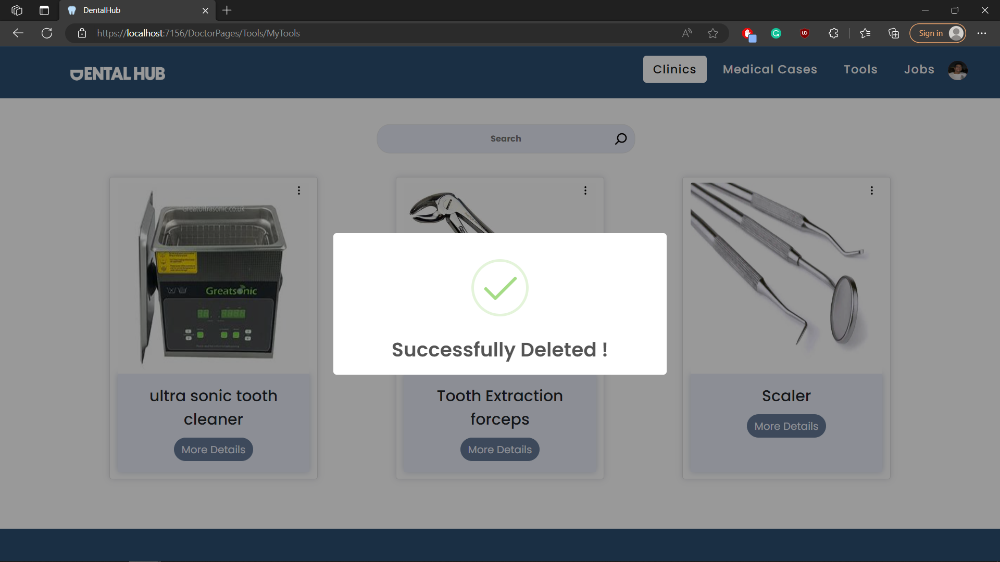 DentalHub
https://localhost:7156/DoctorPages/Tools/MyTools
Sign in
DENTAL HUB
Clinics
Medical Cases
Tools
Jobs
Search
GreatUltrasonic.co.uk
Greatsonic
Successfully Deleted !
ultra sonic tooth
cleaner
More Details
Tooth Extraction
forceps
More Details
Scaler
More Details